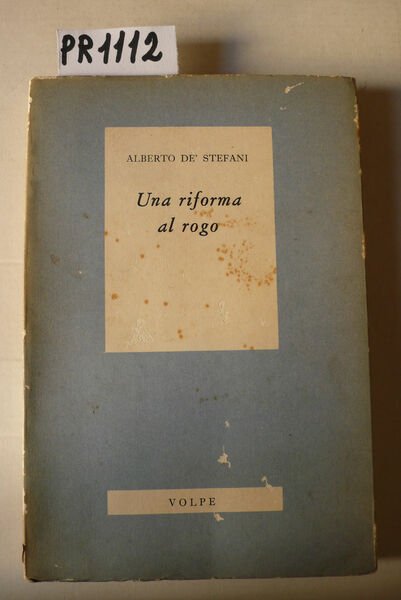 PR1112
ALBERTO DE' STEFANI
Una riforma
al rogo
VOLPE